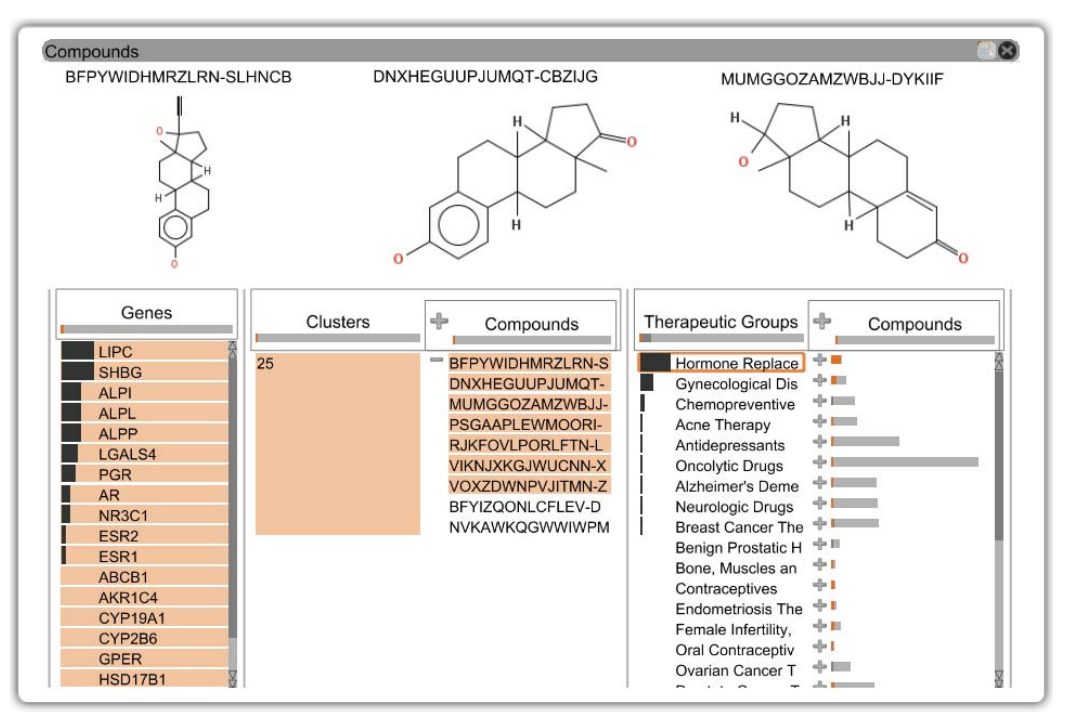 Compounds
BFPYWIDHMRZLRN-SLHNCB
DNXHEGUUPJUMQT-CBZIJG
MUMGGOZAMZWBJJ-DYKIIF
O
H
H
O
H
H
O
O
H
H
O
H
O
Genes
LIPC
SHBG
ALPI
ALPL
ALPP
LGALS4
PGR
AR
NR3C1
ESR2
ESR1
ABCB1
AKR1C4
CYP19A1
CYP2B6
GPER
HSD17B1
Clusters
25
Compounds
BFPYWIDHMRZLRN-S
DNXHEGUUPJUMQT-
MUMGGOZAMZWBJJ-
PSGAAPLEWMOORI-
RJKFOVLPORLFTN-L
VIKNJXKGJWUCNN-X
VOXZDWNPVJITMN-Z
BFYIZQONLCFLEV-D
NVKAWKQGWWIWPM
Therapeutic Groups
Hormone Replace
Gynecological Dis
Chemopreventive
Acne Therapy
Antidepressants
Oncolytic Drugs
Alzheimer's Deme
Neurologic Drugs
Breast Cancer The
Benign Prostatic H
Bone, Muscles an
Contraceptives
Endometriosis The
Female Infertility,
Oral Contraceptiv
Ovarian Cancer T
Compounds